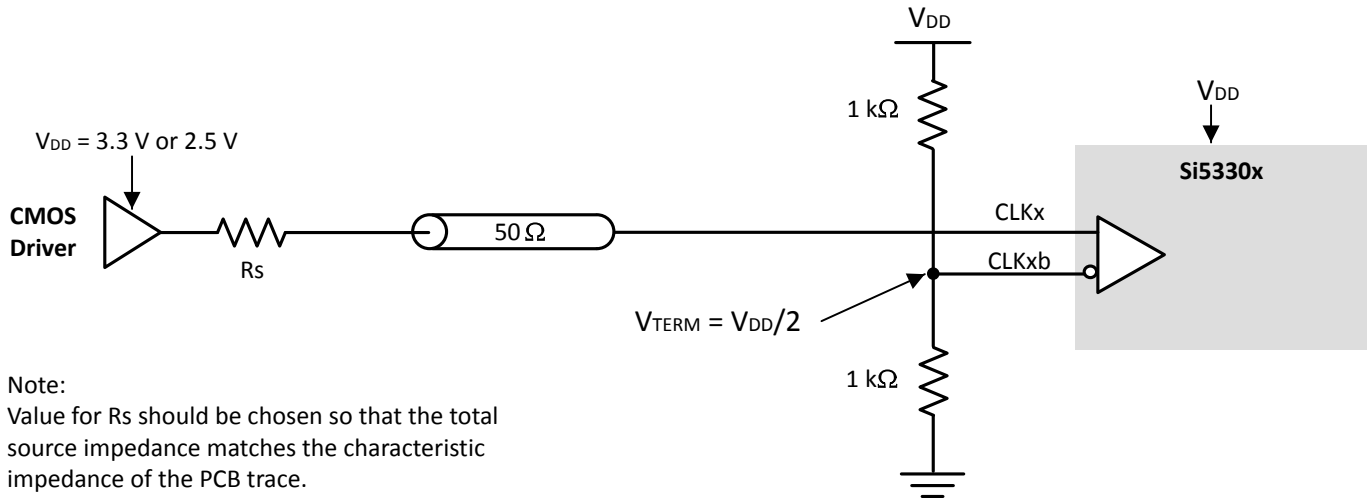 VDD
1 kΩ
VDD
VDD = 3.3 V or 2.5 V
Si5330x
CMOS
Driver
50 Ω
CLKx
Rs
CLKxb
VTERM = VDD/2
1 kΩ
Note:
Value for Rs should be chosen so that the total
source impedance matches the characteristic
impedance of the PCB trace.